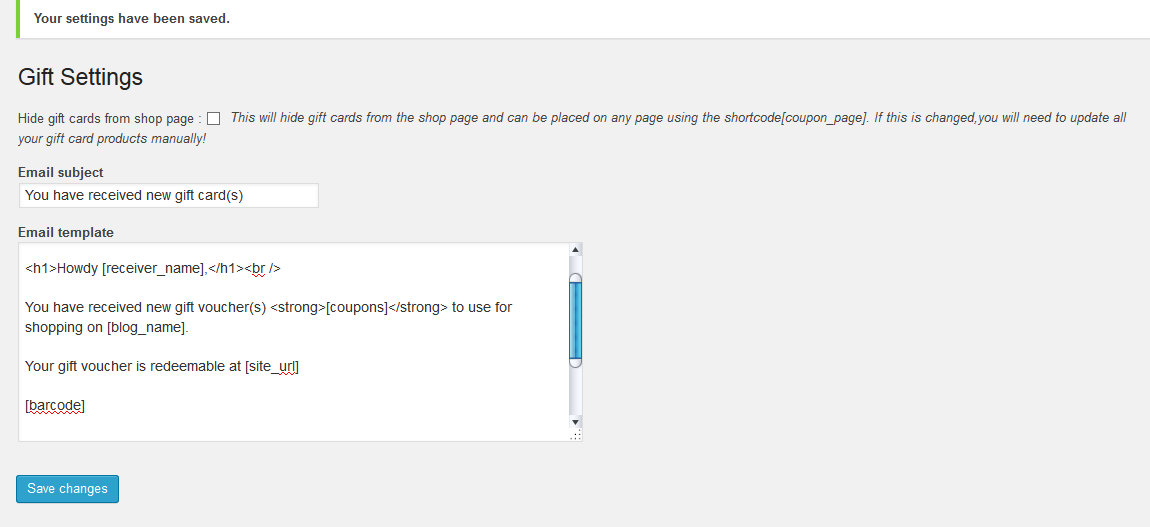 Your settings have been saved.
Gift Settings
Hide gift cards from shop page : This will hide gift cards from the shop page and can be placed on any page using the shortcode[coupon_page]. If this is changed,you will need to update all
your gift card products manually!
Email subject
You have received new gift card(s)
Email template
<h1>Howdy [receiver_name],</h1><br />
You have received new gift voucher(s) <strong>[coupons]</strong> to use for
shopping on [blog_name].
Your gift voucher is redeemable at [site_url]
[barcode]
Save changes